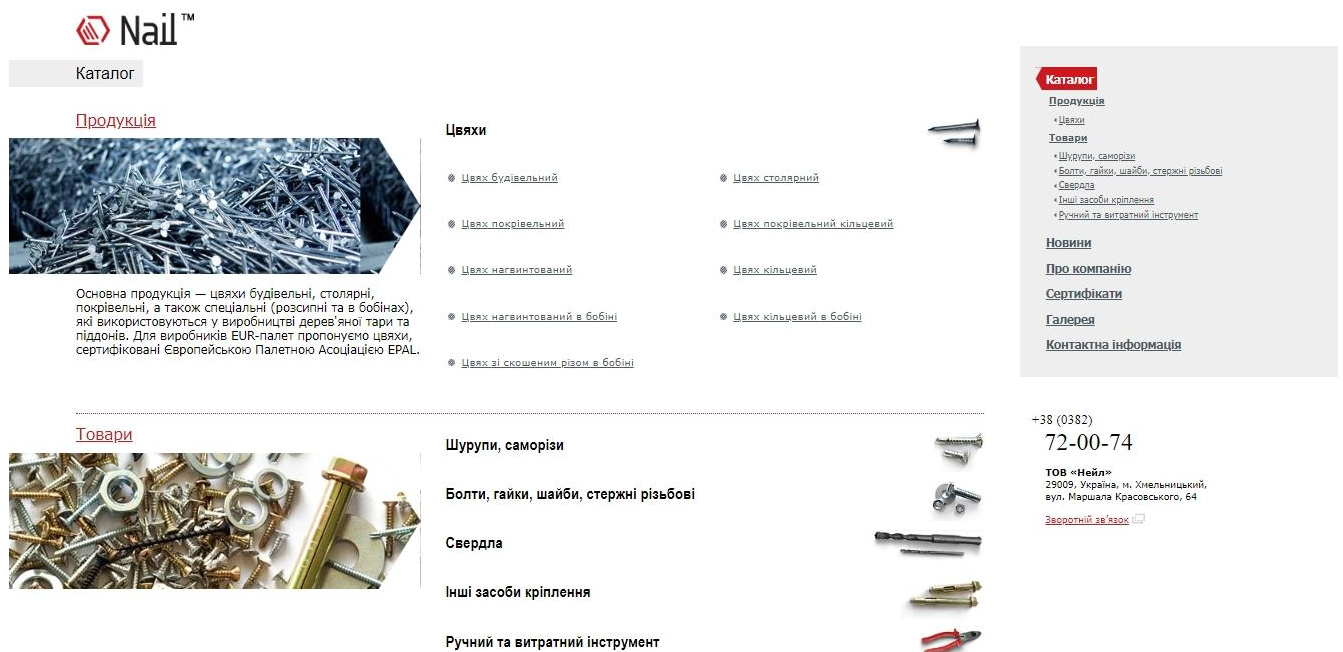 Nail™
Каталог
Продукція
Основна продукція — цвяхи будівельні, столярні,
покрівельні, а також спеціальні (розсипні та в бобінах),
які використовуються у виробництві дерев'яної тари та
піддонів. Для виробників EUR-палет пропонуємо цвяхи,
сертифіковані Європейською Палетною Асоціацією EPAL.
Цвяхи
Цвях будівельний
Цвях столярний
Цвях покрівельний
Цвях покрівельний кільцевий
Цвях нагвинтований
Цвях кільцевий
Цвях нагвинтований в бобіні
Цвях кільцевий в бобіні
Цвях зі скошеним різом в бобіні
Товари
Шурупи, саморізи
Болти, гайки, шайби, стержні різьбові
Свердла
Інші засоби кріплення
Ручний та витратний інструмент
Каталог
Продукція
Цвяхи
Товари
Шурупи, саморізи
Болти, гайки, шайби, стержні різьбові
Свердла
Інші засоби кріплення
Ручний та витратний інструмент
Новини
Про компанію
Сертифікати
Галерея
Контактна інформація
+38 (0382)
72-00-74
ТОВ «Нейл»
29009, Україна, м. Хмельницький,
вул. Маршала Красовського, 64
Зворотній зв'язок